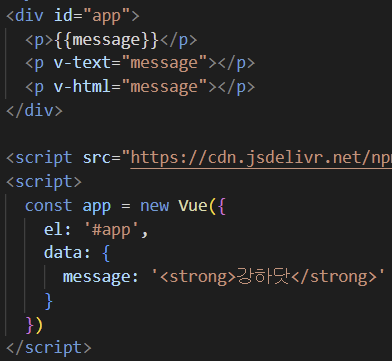 <div id="app">
<p>{{message}}</p>
<p v-text="message"></p>
<p v-html="message"></p>
</div>
<script src="https://cdn.jsdelivr.net/npm
<script>
const app = new Vue({
el: '#app',
data: {
message: '<strong>강하닷</strong>'
}
})
</script>